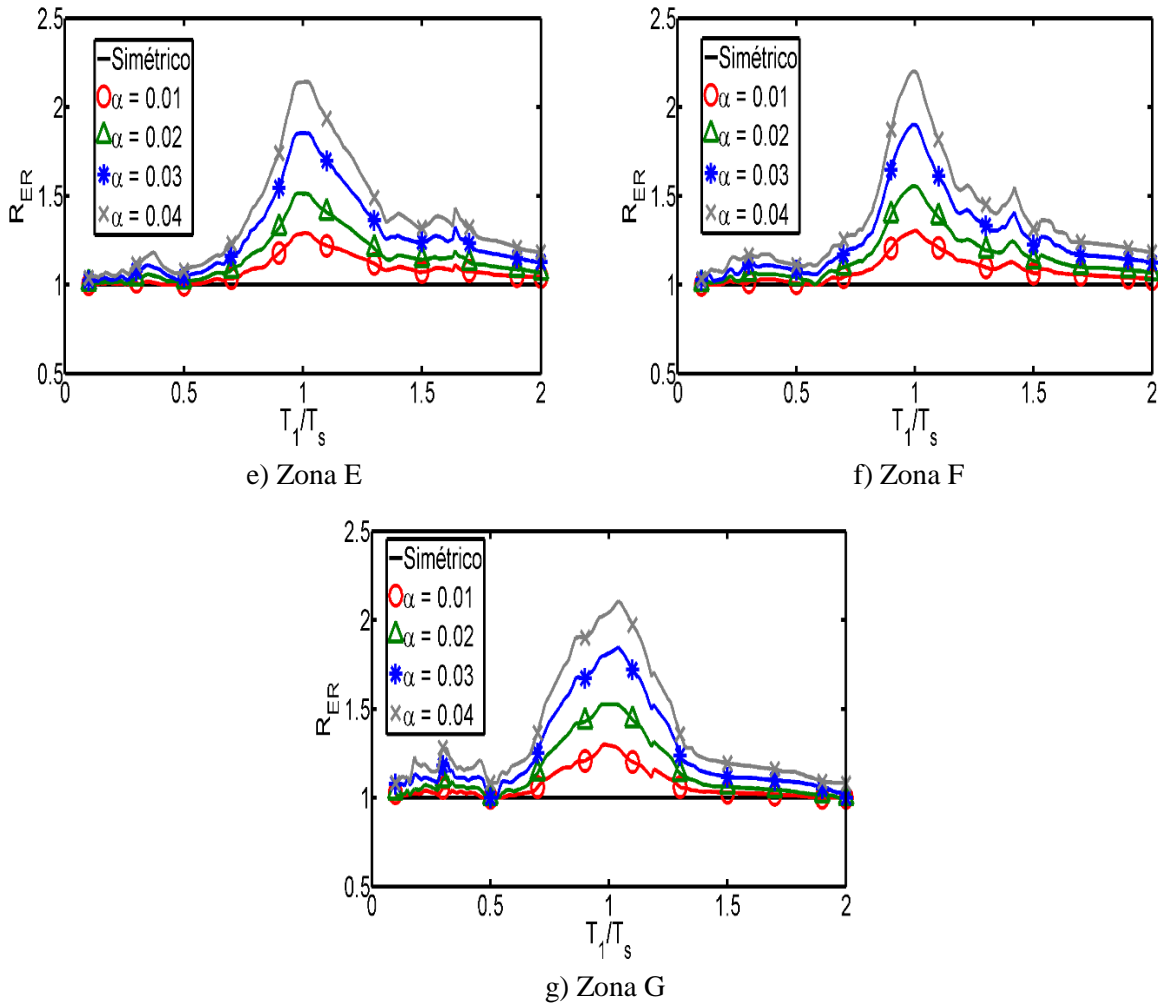 2.5
2
1.5
1
0.5
R_ER
Simétrico
α = 0.01
α = 0.02
α = 0.03
α = 0.04
0 0.5 1 1.5 2
T_1/T_s
e) Zona E
2.5
2
1.5
1
0.5
R_ER
Simétrico
α = 0.01
α = 0.02
α = 0.03
α = 0.04
0 0.5 1 1.5 2
T_1/T_s
f) Zona F
2.5
2
1.5
1
0.5
R_ER
Simétrico
α = 0.01
α = 0.02
α = 0.03
α = 0.04
0 0.5 1 1.5 2
T_1/T_s
g) Zona G